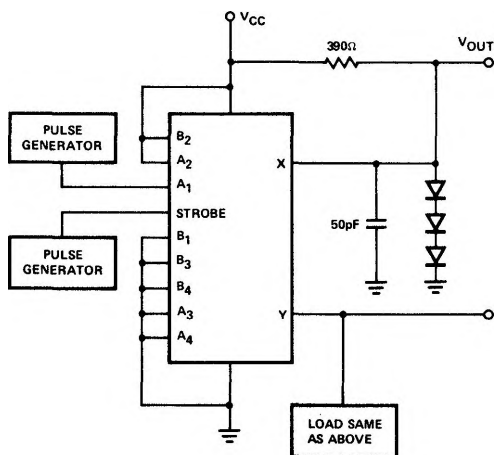 VCC
390Ω
VOUT
PULSE
GENERATOR
B2
A2
X
A1
STROBE
50pF
PULSE
GENERATOR
B1
B3
B4
A3
Y
A4
LOAD SAME
AS ABOVE